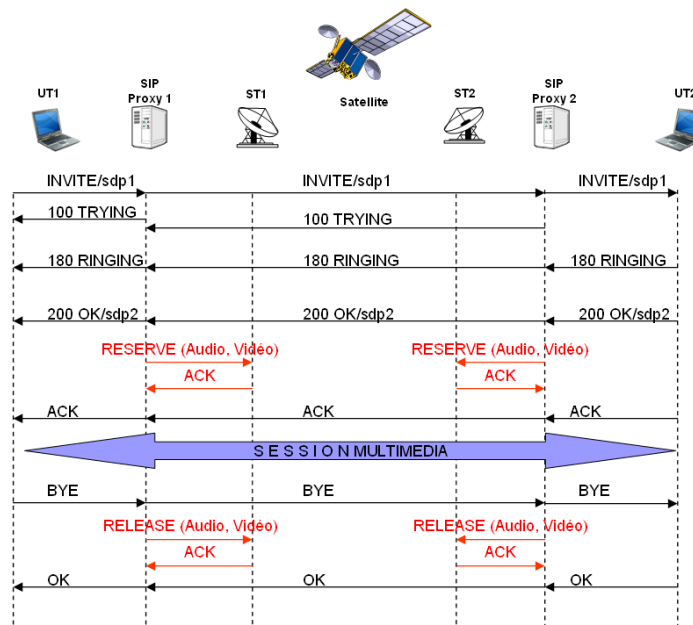 UT1
SIP
Proxy 1
ST1
Satellite
ST2
SIP
Proxy 2
UT2
INVITE/sdp1 INVITE/sdp1 INVITE/sdp1
100 TRYING
100 TRYING
180 RINGING 180 RINGING 180 RINGING
200 OK/sdp2 200 OK/sdp2 200 OK/sdp2
RESERVE (Audio, Vidéo) RESERVE (Audio, Vidéo)
ACK ACK
ACK ACK ACK
S E S S I O N MULTIMEDIA
BYE BYE BYE
RELEASE (Audio, Vidéo) RELEASE (Audio, Vidéo)
ACK ACK
OK OK OK